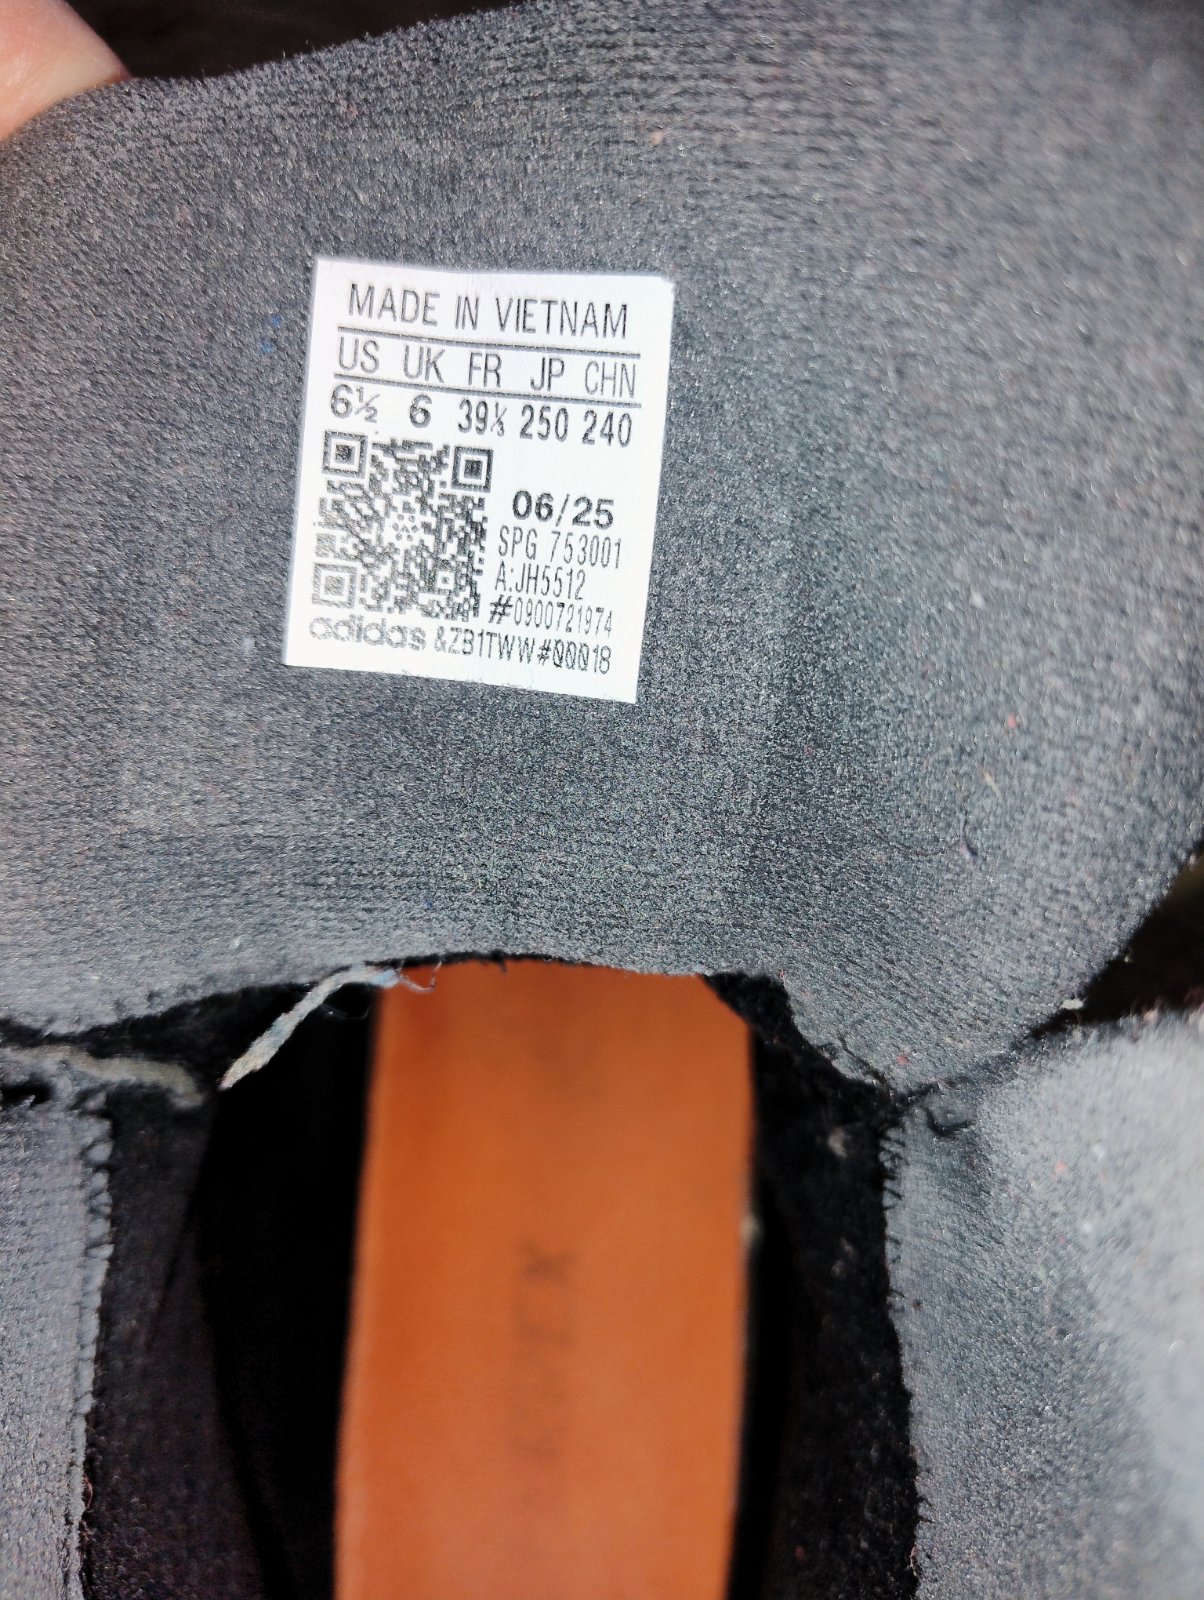 MADE IN VIETNAM
US UK FR JP CHN
6½ 6 39⅓ 250 240
06/25
SPG 753001
A:JH5512
#0900721974
adidas &ZB1TWW#00018